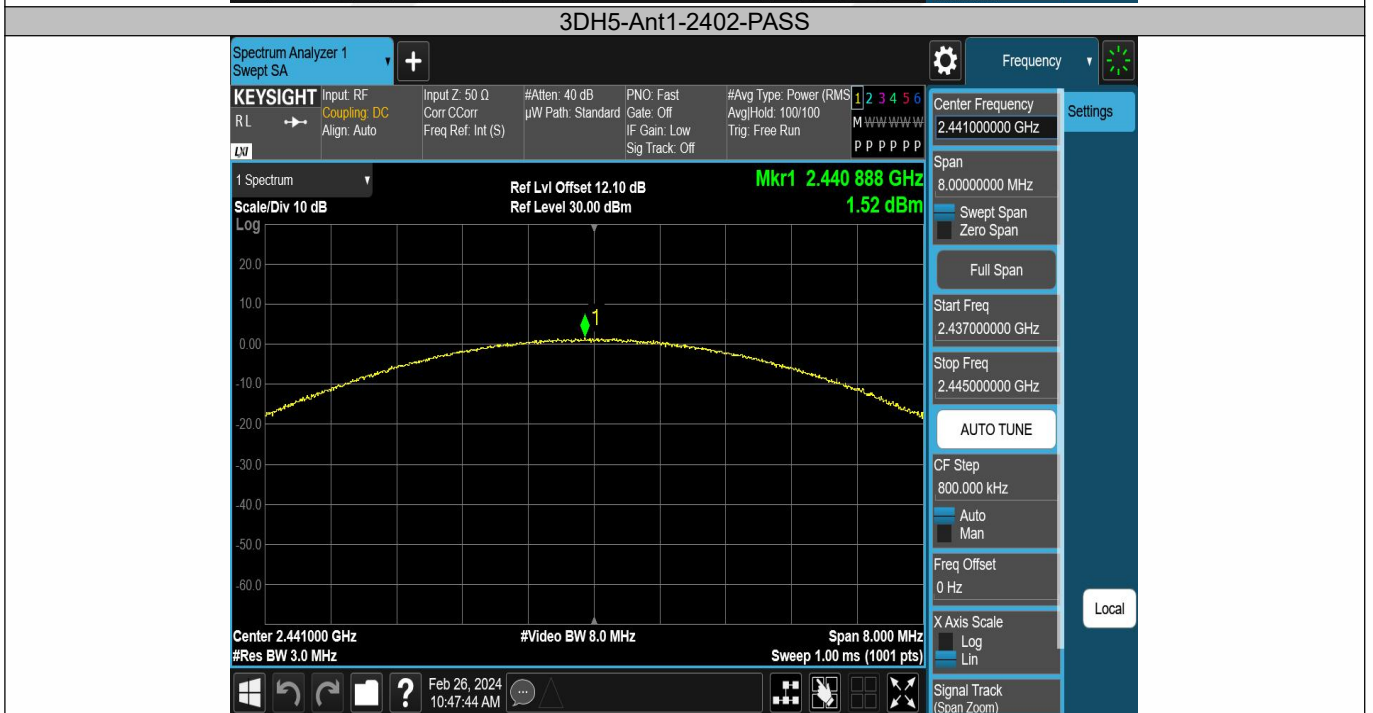 3DH5-Ant1-2402-PASS
Spectrum Analyzer 1
Swept SA
+
Frequency
KEYSIGHT
RL
LXI
Input: RF
Coupling: DC
Align: Auto
Input Z: 50 Ω
Corr CCorr
Freq Ref: Int (S)
#Atten: 40 dB
µW Path: Standard
PNO: Fast
Gate: Off
IF Gain: Low
Sig Track: Off
#Avg Type: Power (RMS
Avg|Hold: 100/100
Trig: Free Run
1 2 3 4 5 6
M W W W W W
P P P P P P
1 Spectrum
Scale/Div 10 dB
Ref Lvl Offset 12.10 dB
Ref Level 30.00 dBm
Mkr1 2.440 888 GHz
1.52 dBm
Log
20.0
10.0
0.00
-10.0
-20.0
-30.0
-40.0
-50.0
-60.0
1
Center 2.441000 GHz
#Res BW 3.0 MHz
#Video BW 8.0 MHz
Span 8.000 MHz
Sweep 1.00 ms (1001 pts)
Center Frequency
2.441000000 GHz
Settings
Span
8.00000000 MHz
Swept Span
Zero Span
Full Span
Start Freq
2.437000000 GHz
Stop Freq
2.445000000 GHz
AUTO TUNE
CF Step
800.000 kHz
Auto
Man
Freq Offset
0 Hz
Local
X Axis Scale
Log
Lin
Signal Track
(Span Zoom)
?
Feb 26, 2024
10:47:44 AM